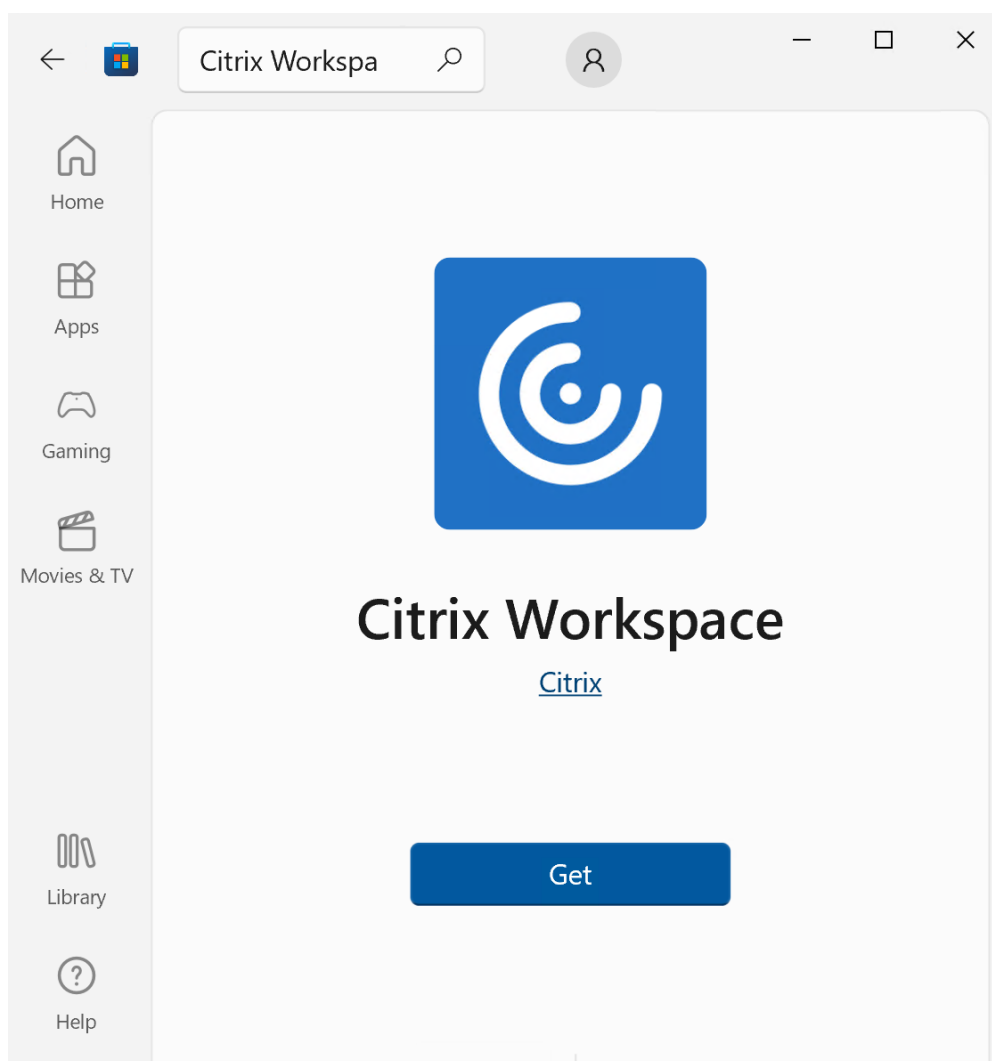 Citrix Workspa
Home
Apps
Gaming
Movies & TV
Citrix Workspace
Citrix
Get
Library
Help